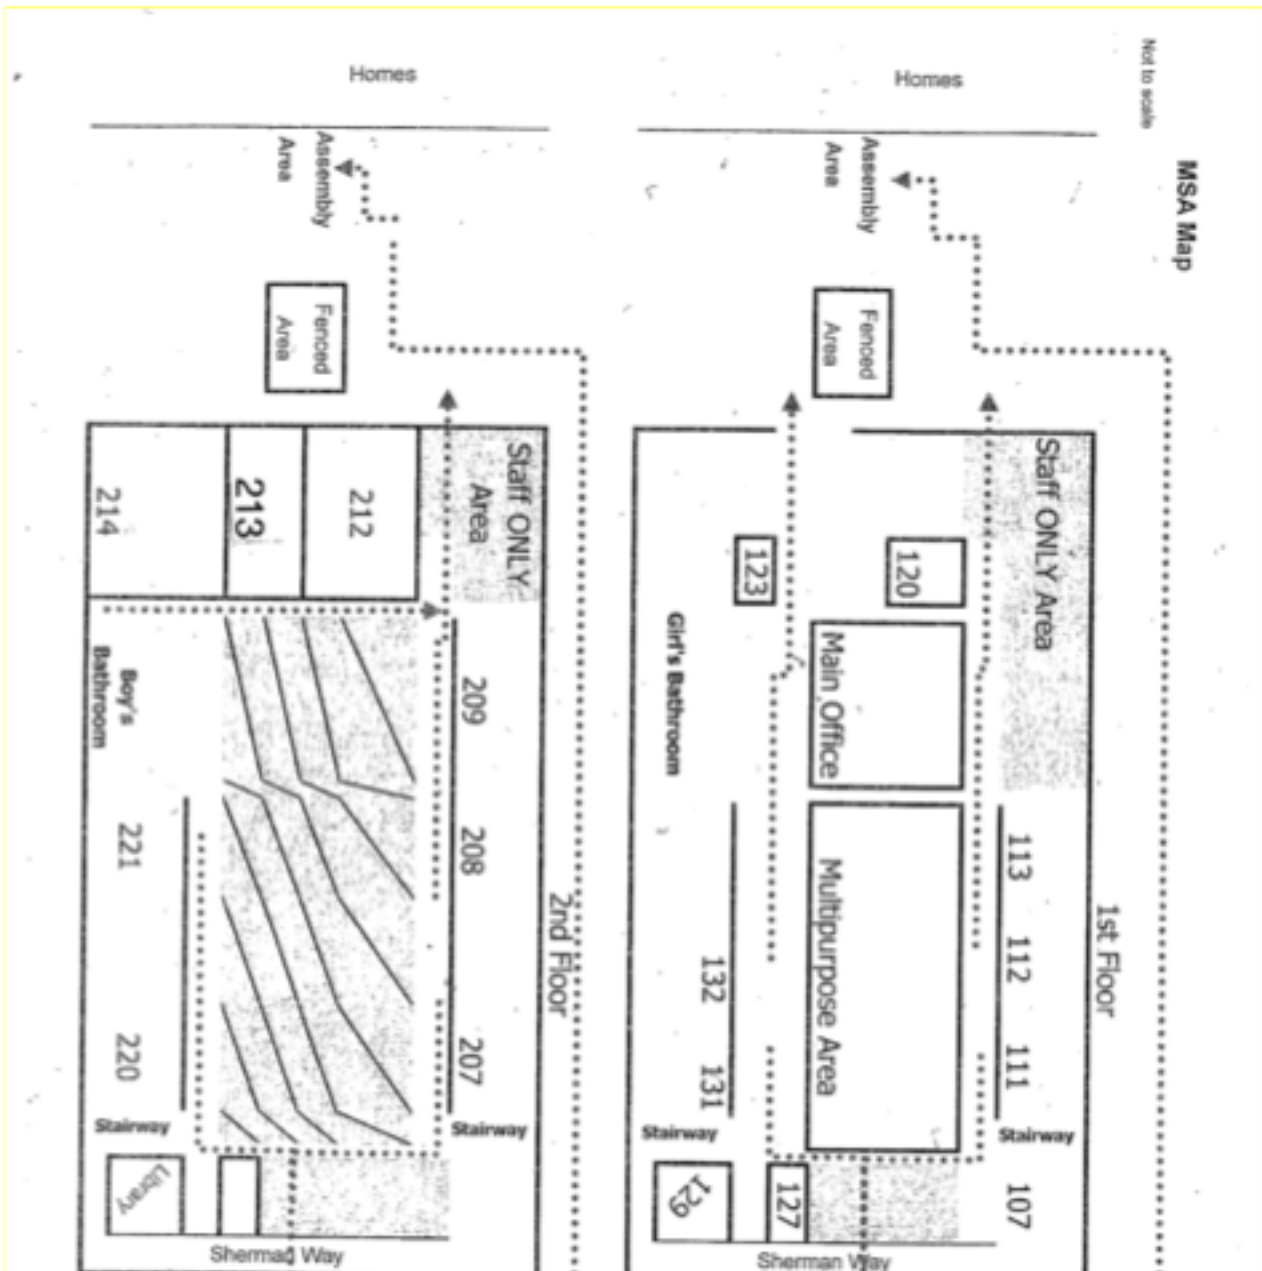 MSA Map
Not to scale
Homes
Assembly
Area
Fenced
Area
Staff ONLY Area
120
123
Main Office
Girl's Bathroom
1st Floor
113
112
111
Multipurpose Area
132
131
Stairway
Stairway
107
127
129
Sherman Way
Homes
Assembly
Area
Fenced
Area
Staff ONLY
Area
212
213
214
Boy's
Bathroom
209
208
207
2nd Floor
221
220
Stairway
Stairway
Library
Sherman Way